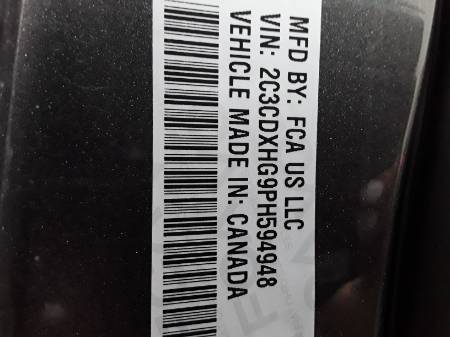 MFD BY: FCA US LLC
VIN: 2C3CDXHG9PH594948
VEHICLE MADE IN: CANADA